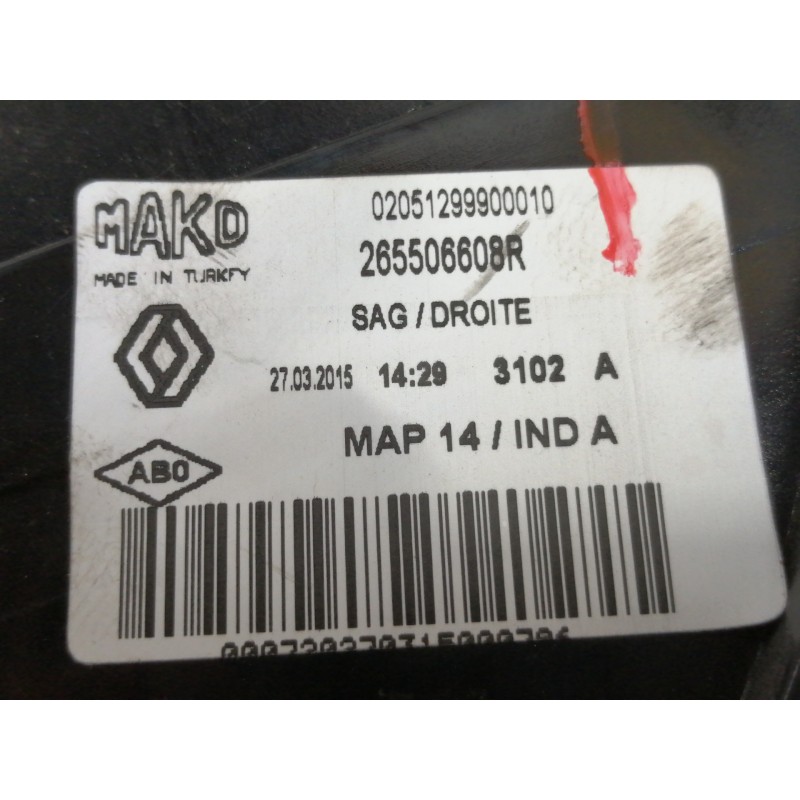 MAKO
MADE IN TURKEY
02051299900010
265506608R
SAG / DROITE
27.03.2015 14:29 3102 A
MAP 14 / IND A
ABO